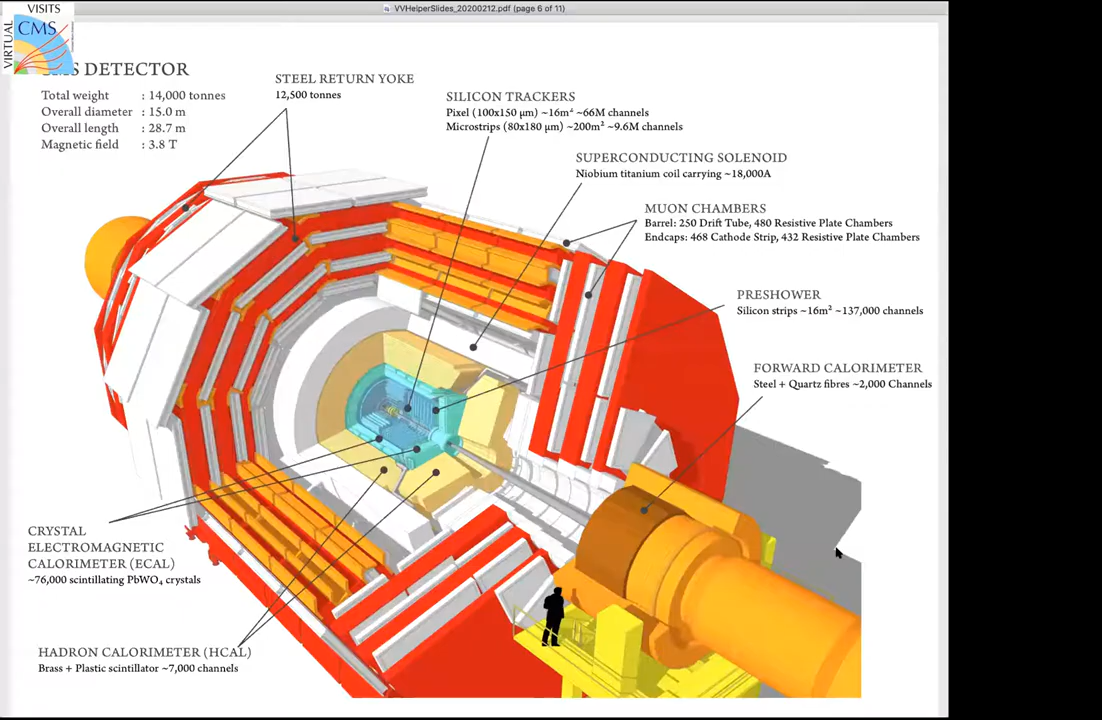 VVHelperSlides_20200212.pdf (page 6 of 11)
VISITS
CMS
VIRTUAL
DETECTOR
Total weight : 14,000 tonnes
Overall diameter : 15.0 m
Overall length : 28.7 m
Magnetic field : 3.8 T
STEEL RETURN YOKE
12,500 tonnes
SILICON TRACKERS
Pixel (100x150 μm) ~16m² ~66M channels
Microstrips (80x180 μm) ~200m² ~9.6M channels
SUPERCONDUCTING SOLENOID
Niobium titanium coil carrying ~18,000A
MUON CHAMBERS
Barrel: 250 Drift Tube, 480 Resistive Plate Chambers
Endcaps: 468 Cathode Strip, 432 Resistive Plate Chambers
PRESHOWER
Silicon strips ~16m² ~137,000 channels
FORWARD CALORIMETER
Steel + Quartz fibres ~2,000 Channels
CRYSTAL
ELECTROMAGNETIC
CALORIMETER (ECAL)
~76,000 scintillating PbWO₄ crystals
HADRON CALORIMETER (HCAL)
Brass + Plastic scintillator ~7,000 channels